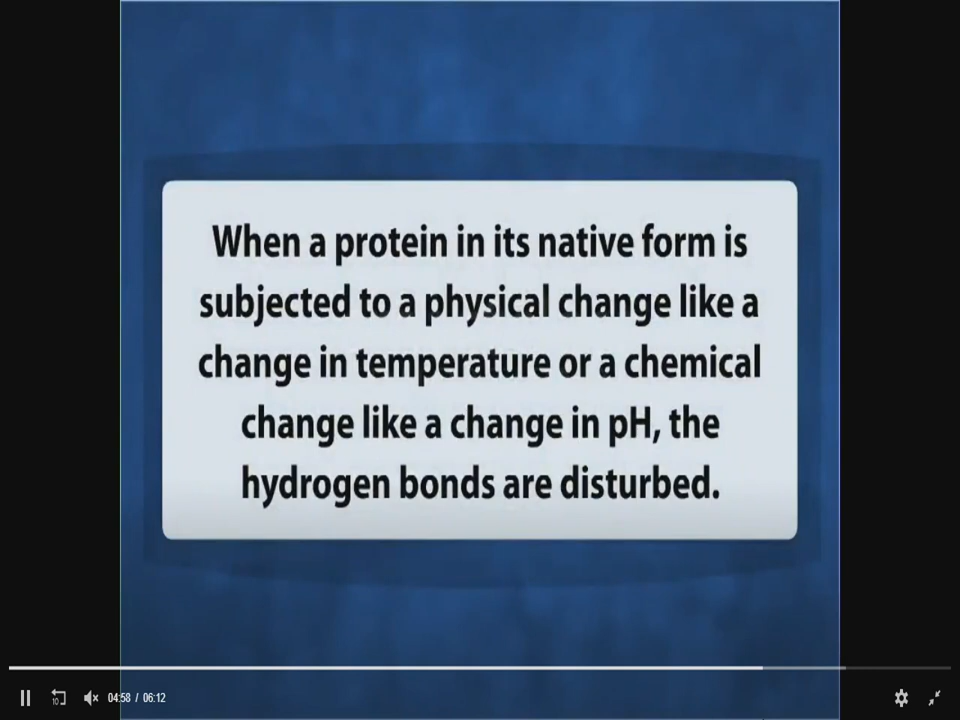 When a protein in its native form is
subjected to a physical change like a
change in temperature or a chemical
change like a change in pH, the
hydrogen bonds are disturbed.
10
04:58 / 06:12